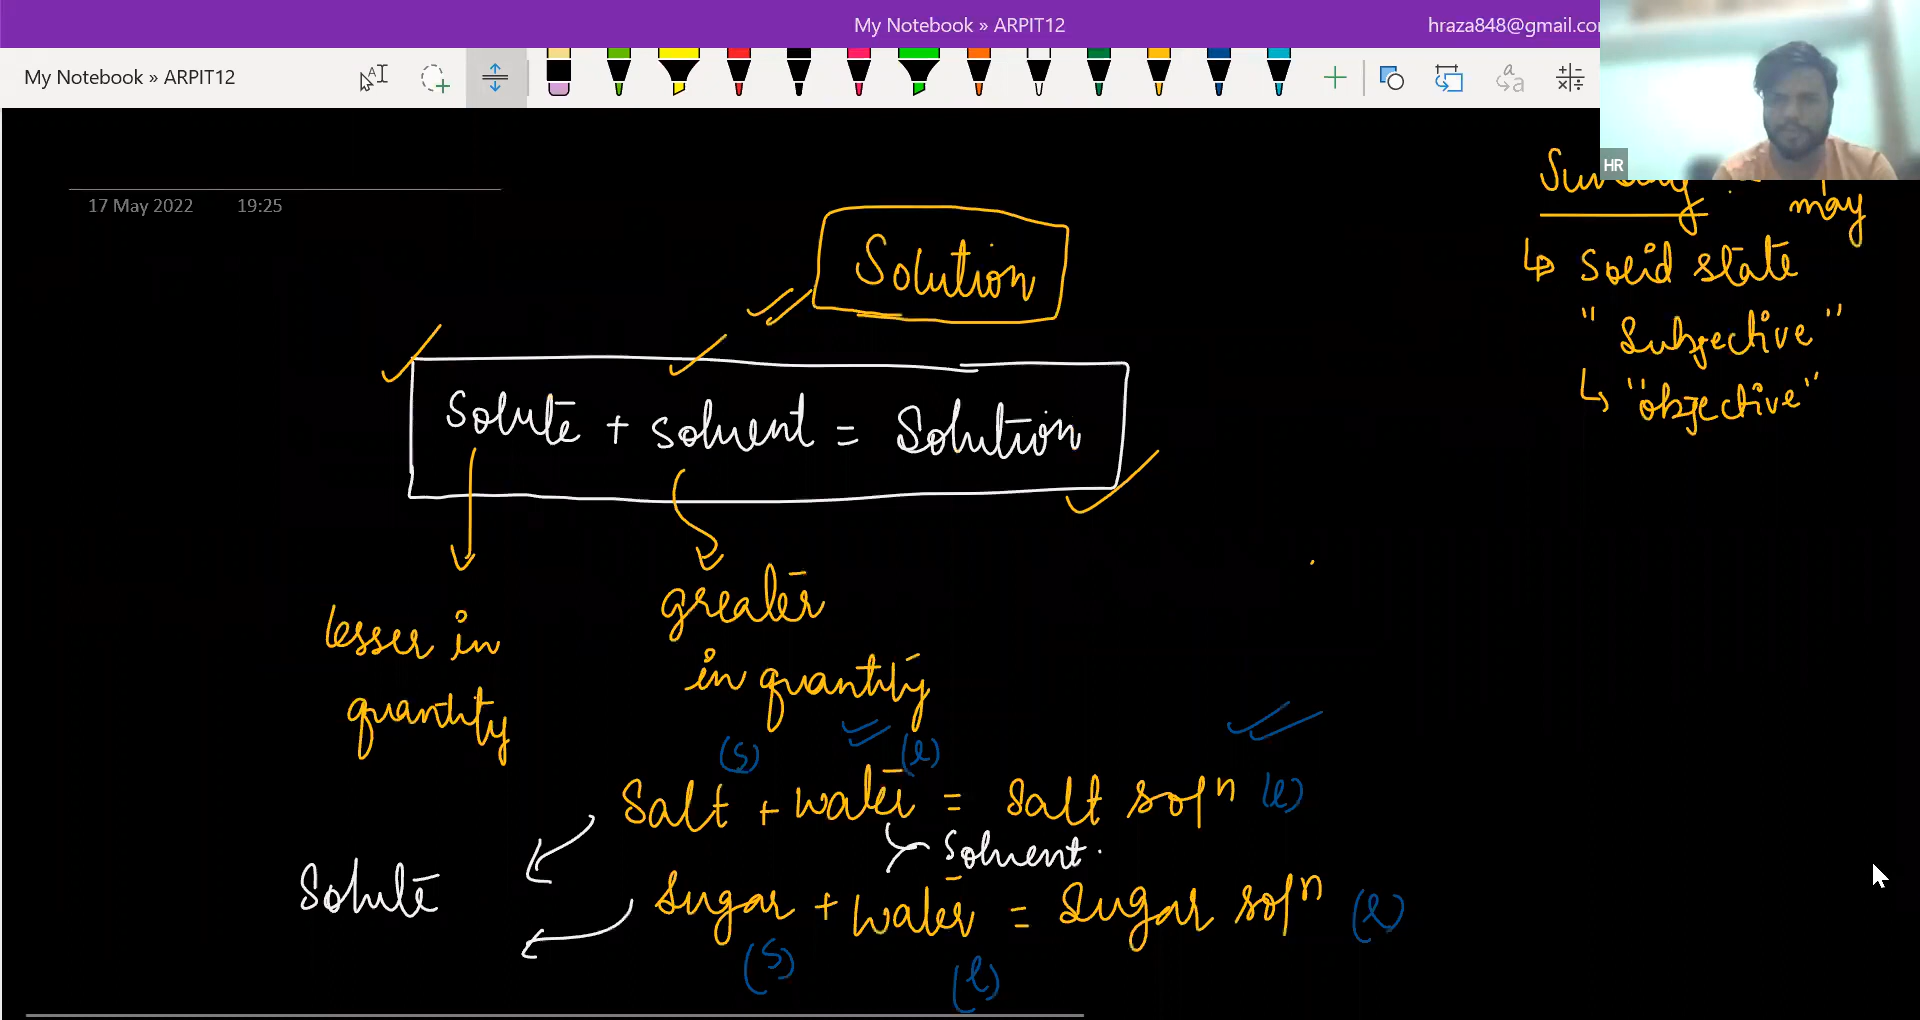 My Notebook » ARPIT12
hraza848@gmail.co
My Notebook » ARPIT12
HR
17 May 2022 19:25
Sunday :
may
Solid state
"Subjective"
"objective"
Solution
Solute + solvent = Solution
lesser in
quantity
greater
in quantity
(s) (l)
Salt + water = Salt solⁿ (l)
Solvent.
Solute
Sugar + water = Sugar solⁿ (l)
(s) (l)